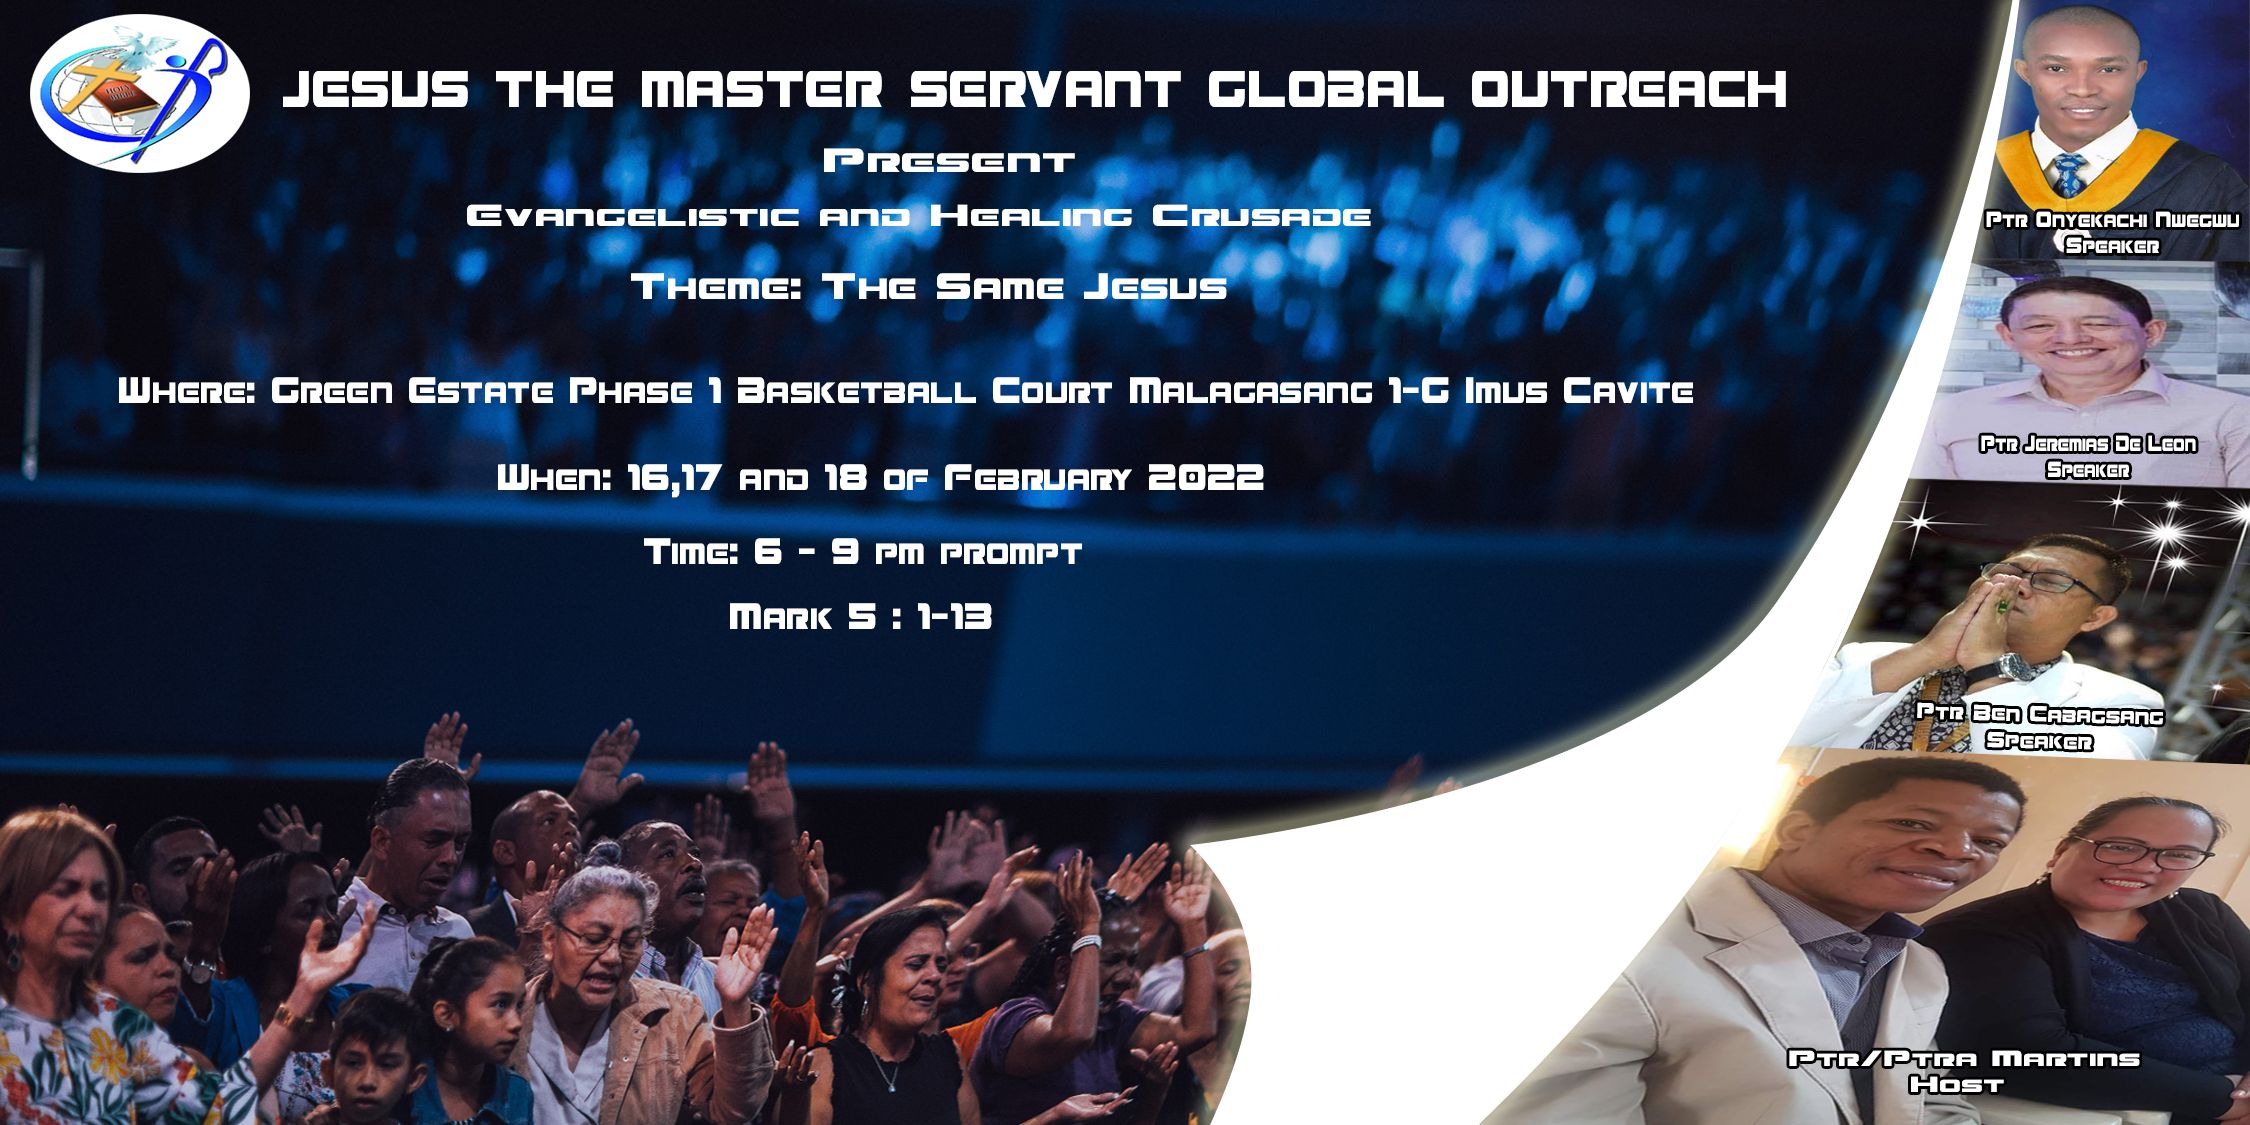 JESUS THE MASTER SERVANT GLOBAL OUTREACH
Present
Evangelistic and Healing Crusade
Theme: The Same Jesus
Where: Green Estate Phase 1 Basketball Court Malagasang 1-G Imus Cavite
When: 16,17 and 18 of February 2022
Time: 6 - 9 pm prompt
Mark 5 : 1-13
Ptr Onyekachi Nwegwu
Speaker
Ptr Jeremias De Leon
Speaker
Ptr Ben Cabagsang
Speaker
Ptr/Ptra Martins
Host
HOLY
BIBLE